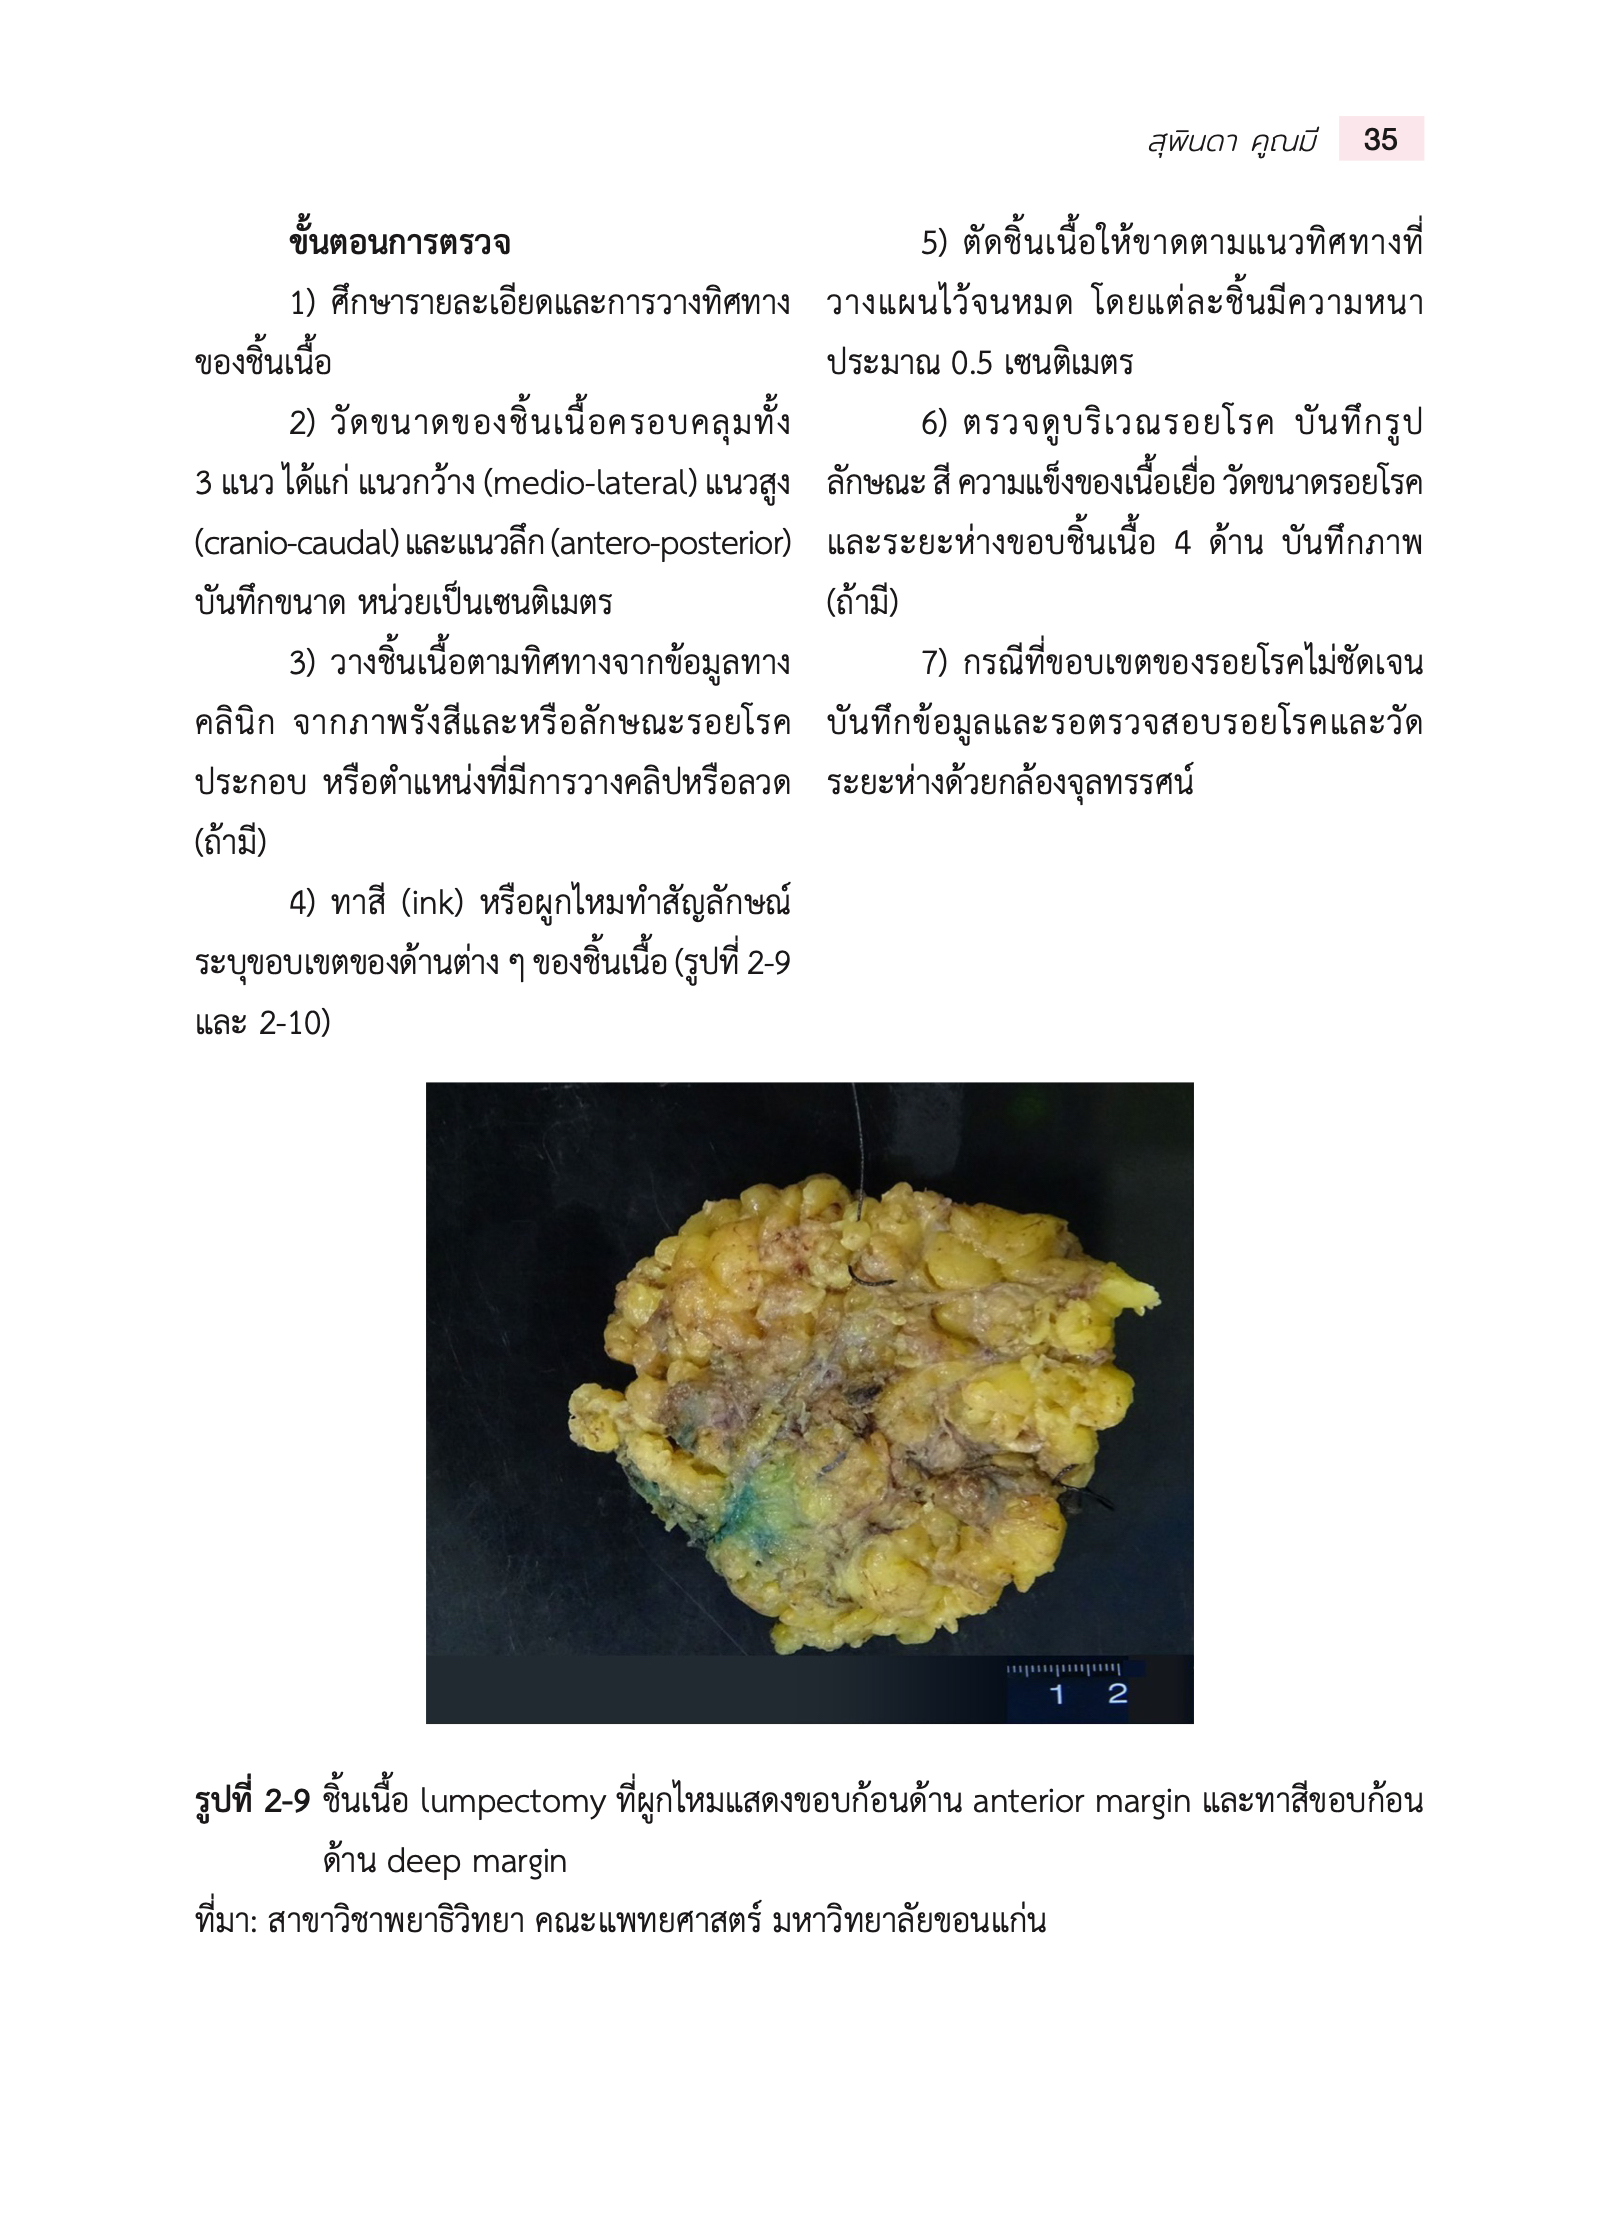 สุพินดา คูณมี 35
ขั้นตอนการตรวจ
1) ศึกษารายละเอียดและการวางทิศทาง
ของชิ้นเนื้อ
2) วัดขนาดของชิ้นเนื้อครอบคลุมทั้ง
3 แนว ได้แก่ แนวกว้าง (medio-lateral) แนวสูง
(cranio-caudal) และแนวลึก (antero-posterior)
บันทึกขนาด หน่วยเป็นเซนติเมตร
3) วางชิ้นเนื้อตามทิศทางจากข้อมูลทาง
คลินิก จากภาพรังสีและหรือลักษณะรอยโรค
ประกอบ หรือตำแหน่งที่มีการวางคลิปหรือลวด
(ถ้ามี)
4) ทาสี (ink) หรือผูกไหมทำสัญลักษณ์
ระบุขอบเขตของด้านต่าง ๆ ของชิ้นเนื้อ (รูปที่ 2-9
และ 2-10)
5) ตัดชิ้นเนื้อให้ขาดตามแนวทิศทางที่
วางแผนไว้จนหมด โดยแต่ละชิ้นมีความหนา
ประมาณ 0.5 เซนติเมตร
6) ตรวจดูบริเวณรอยโรค บันทึกรูป
ลักษณะ สี ความแข็งของเนื้อเยื่อ วัดขนาดรอยโรค
และระยะห่างขอบชิ้นเนื้อ 4 ด้าน บันทึกภาพ
(ถ้ามี)
7) กรณีที่ขอบเขตของรอยโรคไม่ชัดเจน
บันทึกข้อมูลและรอตรวจสอบรอยโรคและวัด
ระยะห่างด้วยกล้องจุลทรรศน์
1 2
รูปที่ 2-9 ชิ้นเนื้อ lumpectomy ที่ผูกไหมแสดงขอบก้อนด้าน anterior margin และทาสีขอบก้อน
ด้าน deep margin
ที่มา: สาขาวิชาพยาธิวิทยา คณะแพทยศาสตร์ มหาวิทยาลัยขอนแก่น